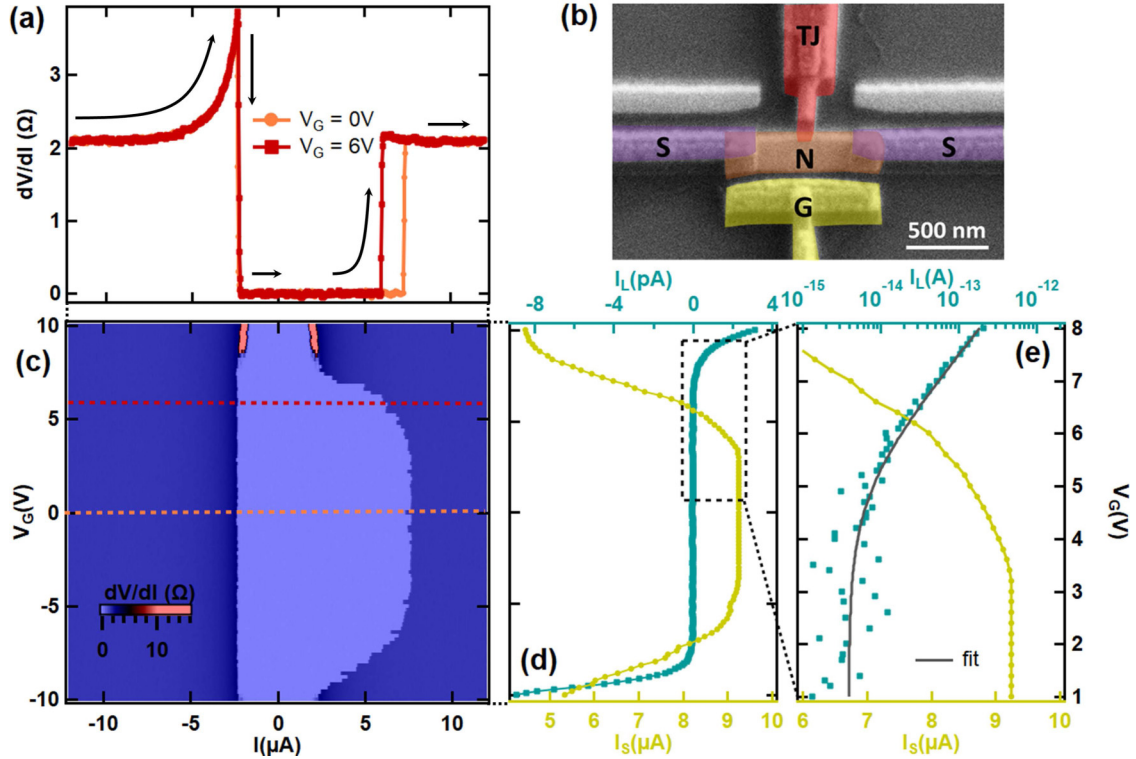 (a)
dV/dI (Ω)
3
2
1
0
V_G = 0V
V_G = 6V
(b)
TJ
S
N
S
G
500 nm
(c)
V_G(V)
10
5
0
-5
-10
dV/dI (Ω)
0 10
-10 -5 0 5 10
I(µA)
I_L(pA)
-8 -4 0 4
(d)
5 6 7 8 9 10
I_S(µA)
I_L(A)
10^-15 10^-14 10^-13 10^-12
(e)
8
7
6
5
4
3
2
1
V_G(V)
fit
6 7 8 9 10
I_S(µA)